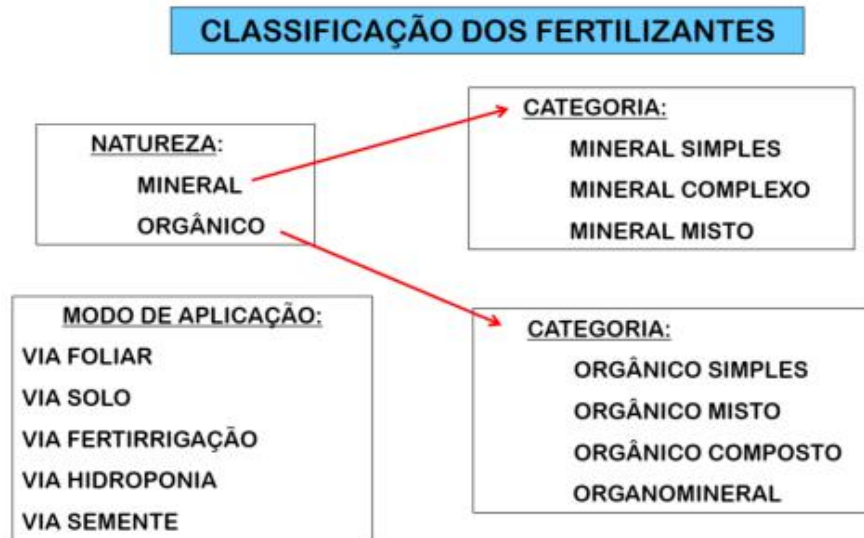 CLASSIFICAÇÃO DOS FERTILIZANTES
NATUREZA:
MINERAL
ORGÂNICO
CATEGORIA:
MINERAL SIMPLES
MINERAL COMPLEXO
MINERAL MISTO
MODO DE APLICAÇÃO:
VIA FOLIAR
VIA SOLO
VIA FERTIRRIGAÇÃO
VIA HIDROPONIA
VIA SEMENTE
CATEGORIA:
ORGÂNICO SIMPLES
ORGÂNICO MISTO
ORGÂNICO COMPOSTO
ORGANOMINERAL